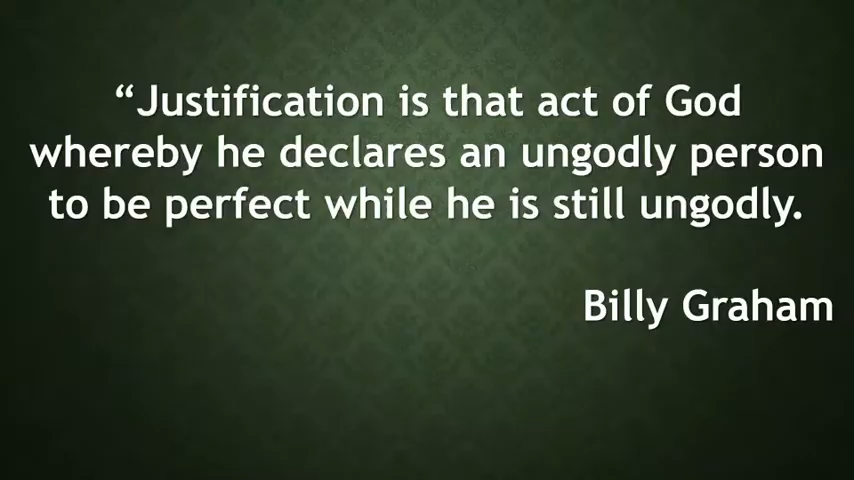 “Justification is that act of God
whereby he declares an ungodly person
to be perfect while he is still ungodly.
Billy Graham